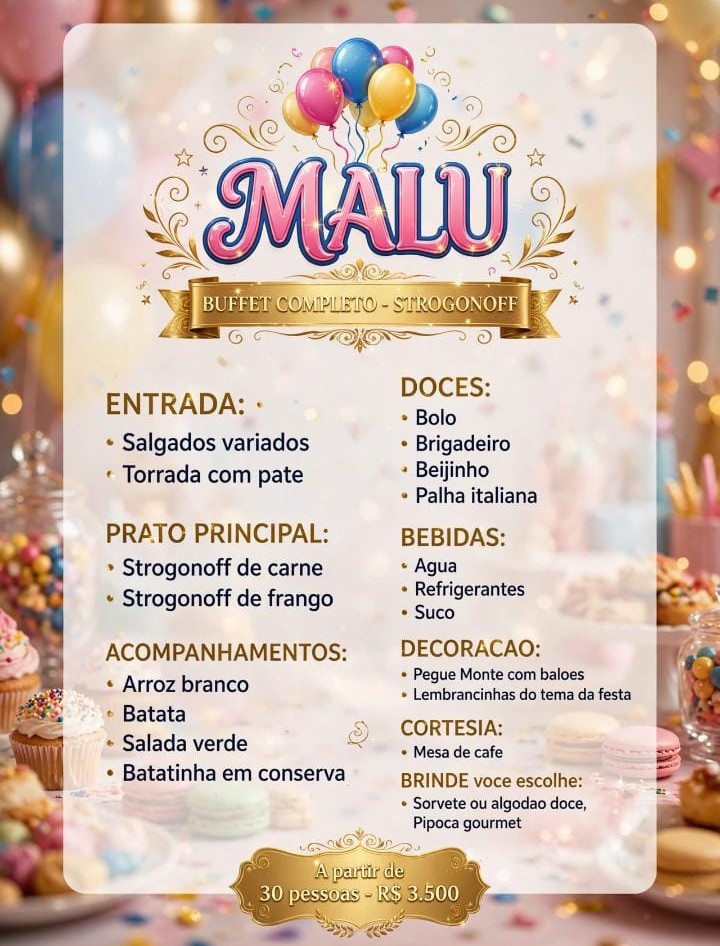 MALU
BUFFET COMPLETO - STROGONOFF
ENTRADA:
• Salgados variados
• Torrada com pate
PRATO PRINCIPAL:
• Strogonoff de carne
• Strogonoff de frango
ACOMPANHAMENTOS:
• Arroz branco
• Batata
• Salada verde
• Batatinha em conserva
DOCES:
• Bolo
• Brigadeiro
• Beijinho
• Palha italiana
BEBIDAS:
• Agua
• Refrigerantes
• Suco
DECORACAO:
• Pegue Monte com baloes
• Lembrancinhas do tema da festa
CORTESIA:
• Mesa de cafe
BRINDE voce escolhe:
• Sorvete ou algodao doce,
Pipoca gourmet
A partir de
30 pessoas - R$ 3.500